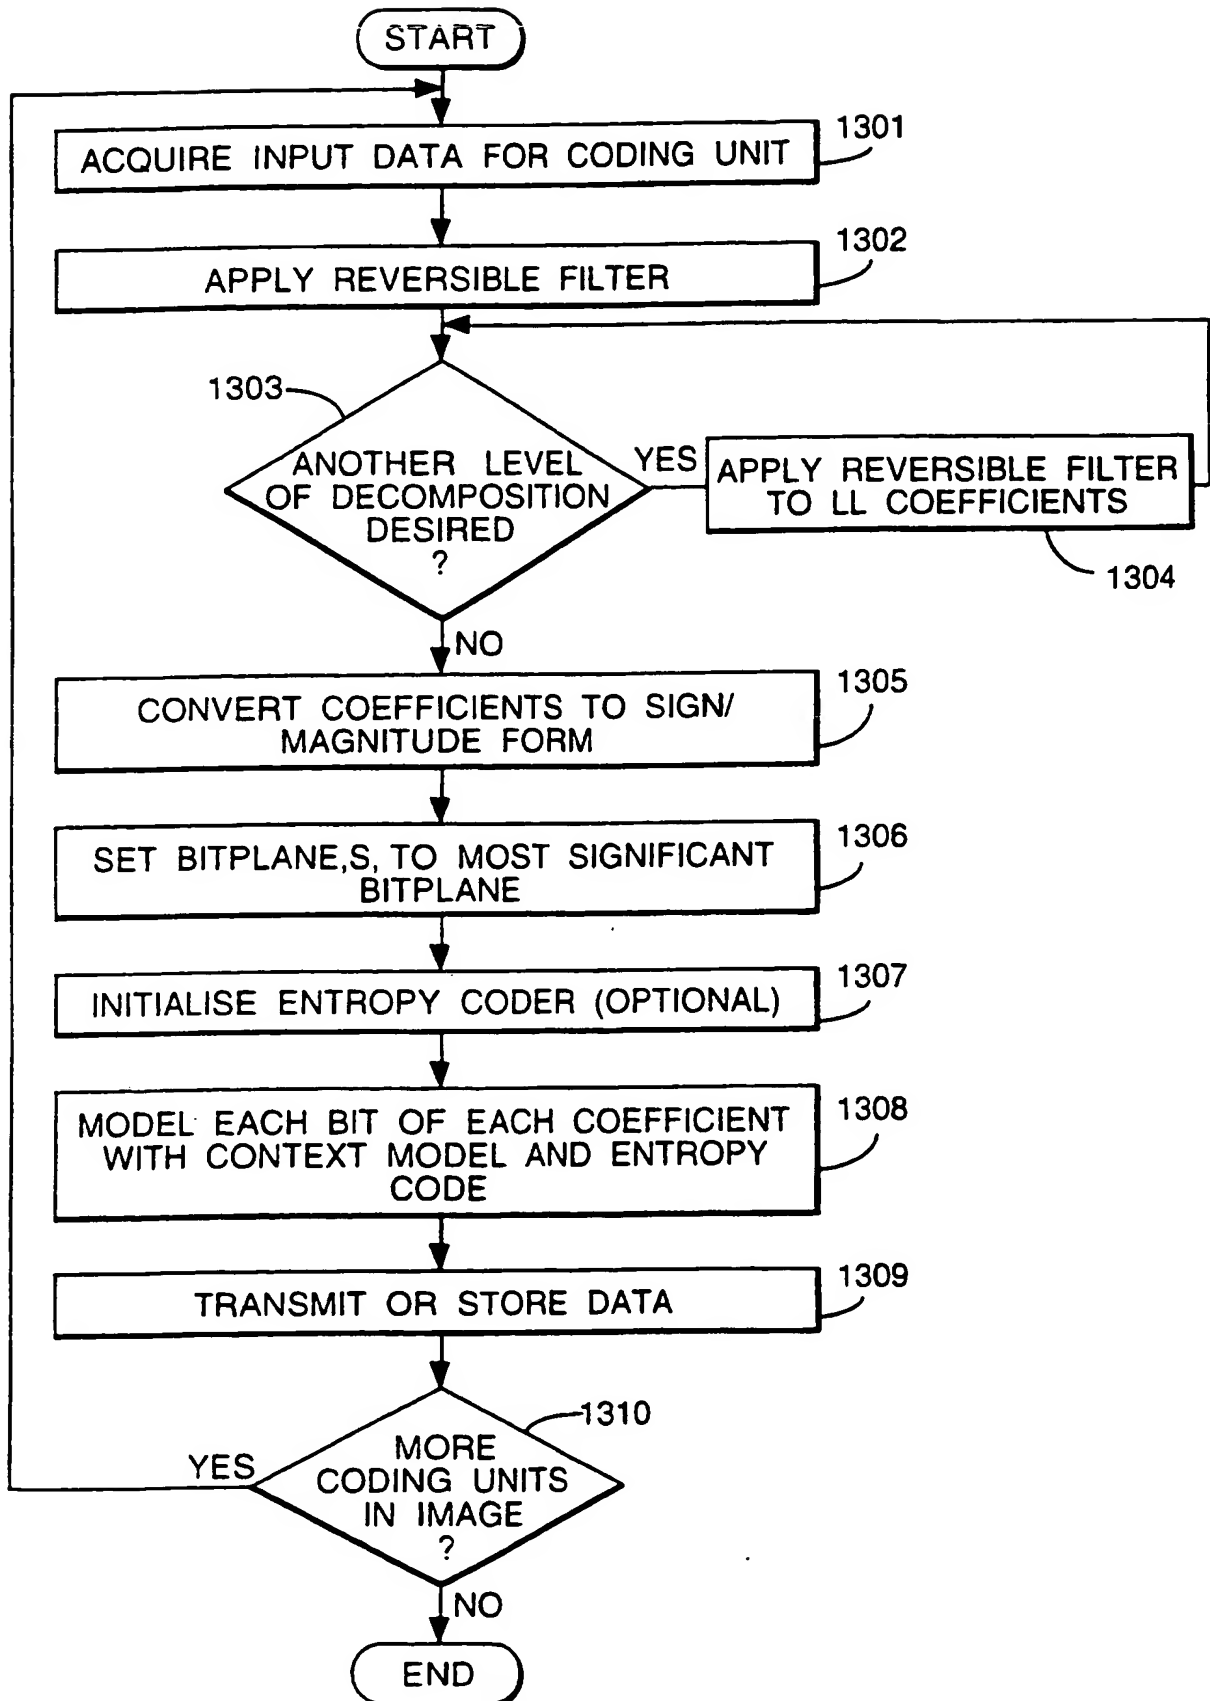 START
1301
ACQUIRE INPUT DATA FOR CODING UNIT
1302
APPLY REVERSIBLE FILTER
1303
ANOTHER LEVEL
OF DECOMPOSITION
DESIRED
?
YES
APPLY REVERSIBLE FILTER
TO LL COEFFICIENTS
1304
NO
1305
CONVERT COEFFICIENTS TO SIGN/
MAGNITUDE FORM
1306
SET BITPLANE,S, TO MOST SIGNIFICANT
BITPLANE
1307
INITIALISE ENTROPY CODER (OPTIONAL)
1308
MODEL EACH BIT OF EACH COEFFICIENT
WITH CONTEXT MODEL AND ENTROPY
CODE
1309
TRANSMIT OR STORE DATA
1310
YES
MORE
CODING UNITS
IN IMAGE
?
NO
END